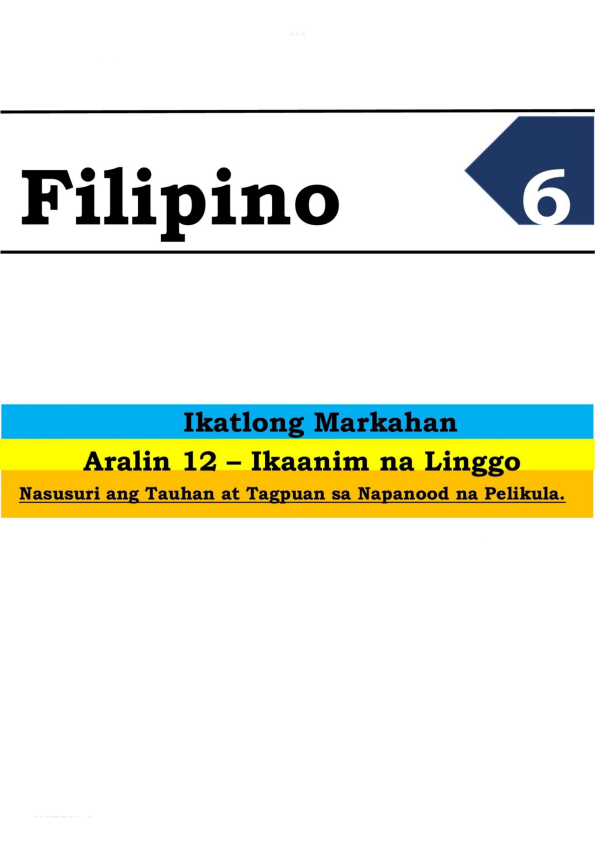 Filipino
6
Ikatlong Markahan
Aralin 12 – Ikaanim na Linggo
Nasusuri ang Tauhan at Tagpuan sa Napanood na Pelikula.